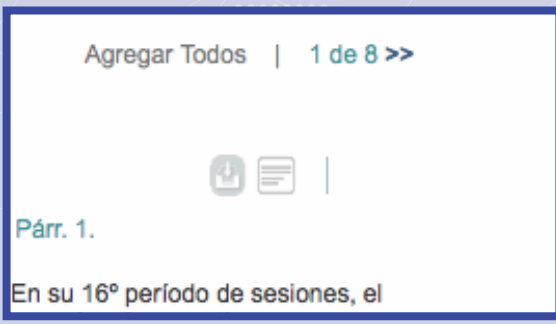 Agregar Todos | 1 de 8 >>
Párr. 1.
En su 16º período de sesiones, el